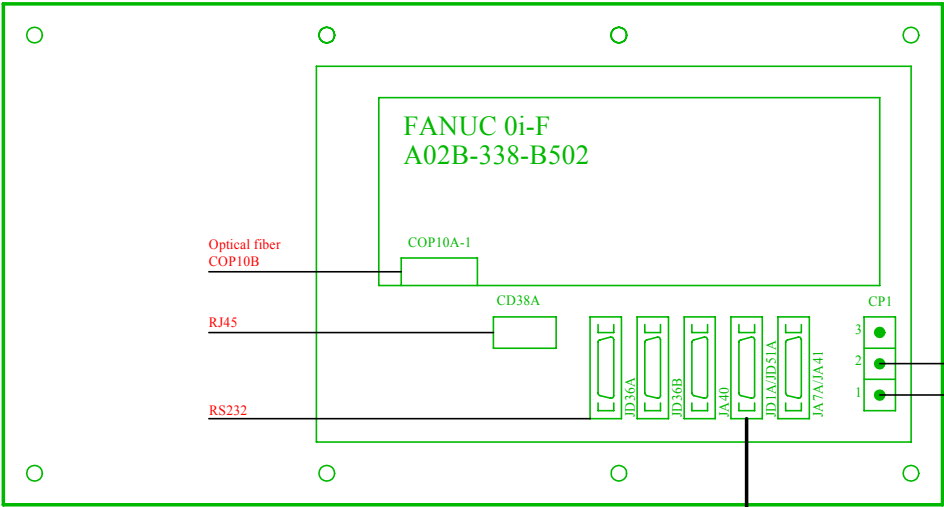 FANUC 0i-F
A02B-338-B502
Optical fiber
COP10B
COP10A-1
CD38A
CP1
RJ45
3
2
1
RS232
JD36A
JD36B
JA40
JD1A/JD51A
JA7A/JA41